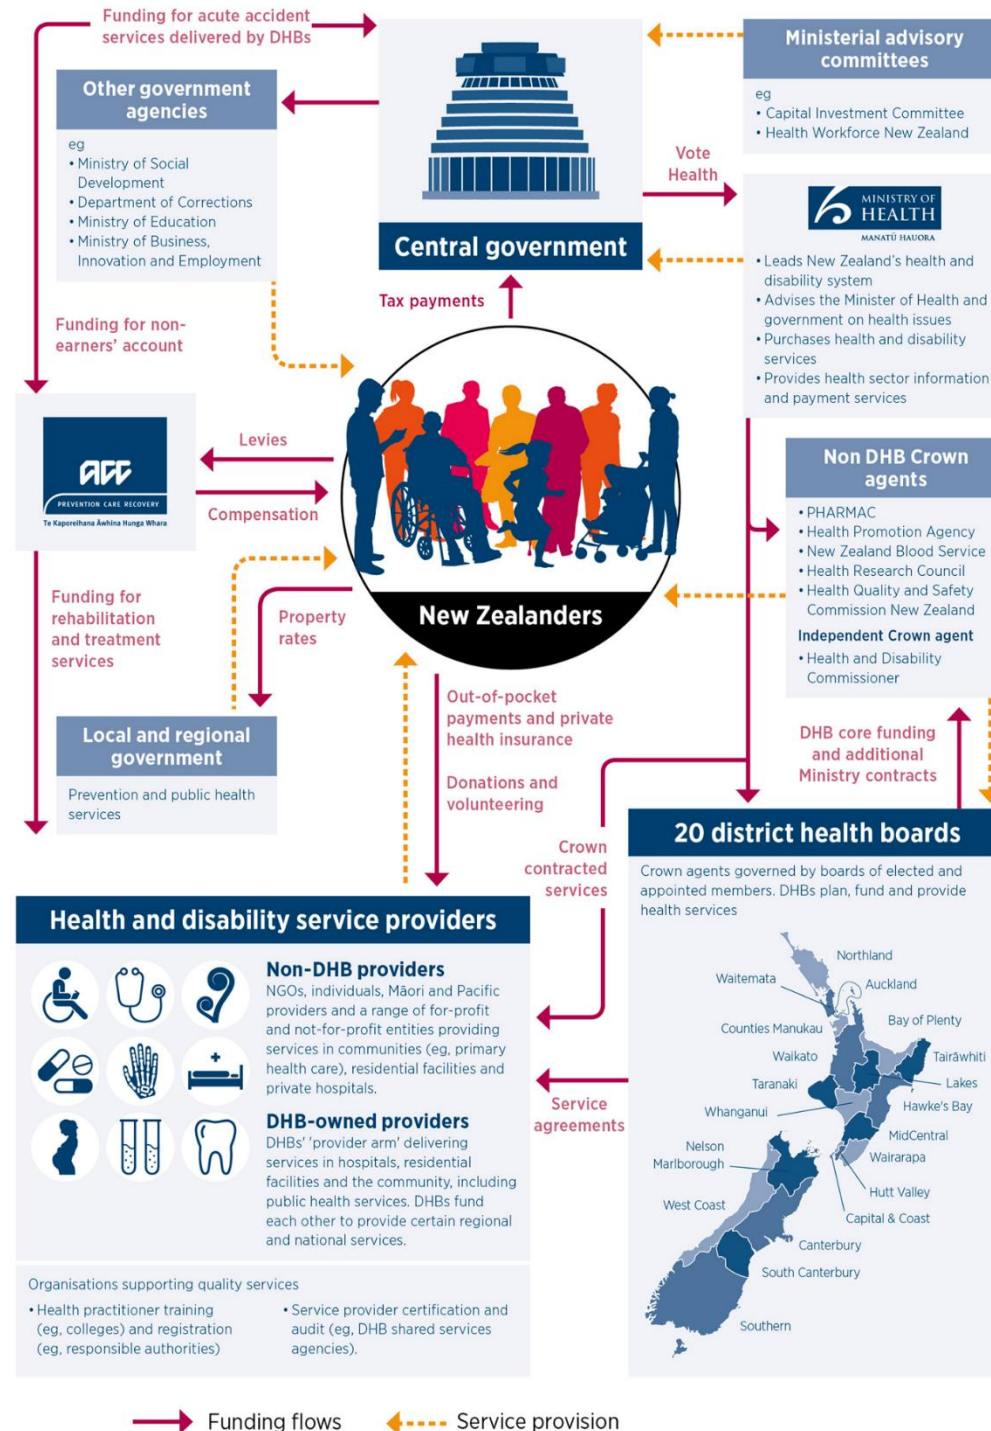 Funding for acute accident
services delivered by DHBs
Other government
agencies
eg
• Ministry of Social
Development
• Department of Corrections
• Ministry of Education
• Ministry of Business,
Innovation and Employment
Central government
Ministerial advisory
committees
eg
• Capital Investment Committee
• Health Workforce New Zealand
Vote
Health
MINISTRY OF
HEALTH
MANATŪ HAUORA
• Leads New Zealand's health and
disability system
• Advises the Minister of Health and
government on health issues
• Purchases health and disability
services
• Provides health sector information
and payment services
Tax payments
Funding for non-
earners' account
ACC
PREVENTION CARE RECOVERY
Te Kaporeihana Āwhina Hunga Whara
Levies
Compensation
New Zealanders
Non DHB Crown
agents
• PHARMAC
• Health Promotion Agency
• New Zealand Blood Service
• Health Research Council
• Health Quality and Safety
Commission New Zealand
Independent Crown agent
• Health and Disability
Commissioner
Funding for
rehabilitation
and treatment
services
Property
rates
Local and regional
government
Prevention and public health
services
Out-of-pocket
payments and private
health insurance
Donations and
volunteering
DHB core funding
and additional
Ministry contracts
Crown
contracted
services
20 district health boards
Crown agents governed by boards of elected and
appointed members. DHBs plan, fund and provide
health services
Northland
Waitemata
Auckland
Counties Manukau
Bay of Plenty
Waikato
Tairāwhiti
Taranaki
Lakes
Whanganui
Hawke's Bay
MidCentral
Nelson
Marlborough
Wairarapa
Hutt Valley
West Coast
Capital & Coast
Canterbury
South Canterbury
Southern
Health and disability service providers
Non-DHB providers
NGOs, individuals, Māori and Pacific
providers and a range of for-profit
and not-for-profit entities providing
services in communities (eg, primary
health care), residential facilities and
private hospitals.
DHB-owned providers
DHBs' 'provider arm' delivering
services in hospitals, residential
facilities and the community, including
public health services. DHBs fund
each other to provide certain regional
and national services.
Service
agreements
Organisations supporting quality services
• Health practitioner training
(eg, colleges) and registration
(eg, responsible authorities)
• Service provider certification and
audit (eg, DHB shared services
agencies).
Funding flows
Service provision